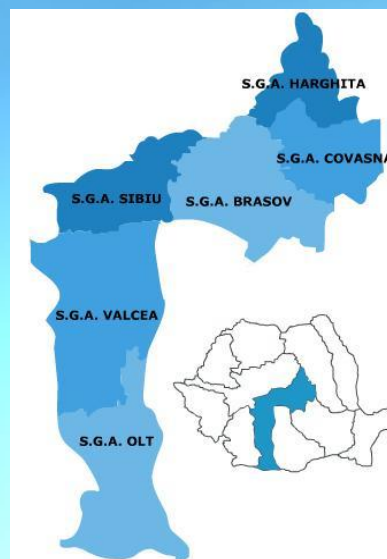 S.G.A. HARGHITA
S.G.A. COVASNA
S.G.A. SIBIU
S.G.A. BRASOV
S.G.A. VALCEA
S.G.A. OLT